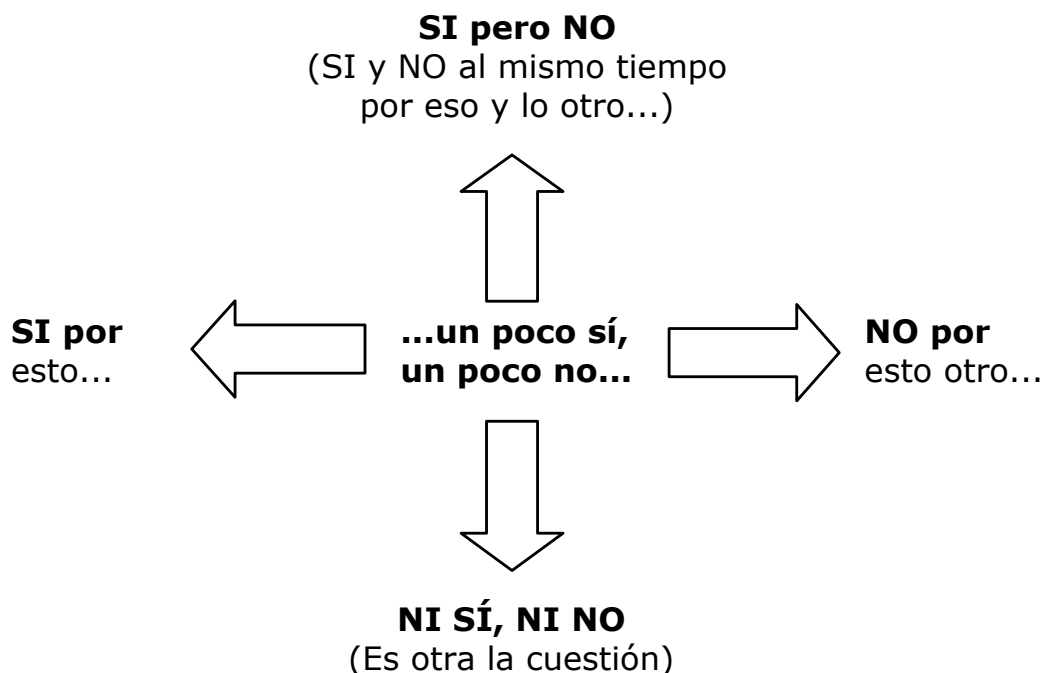 SI pero NO
(SI y NO al mismo tiempo
por eso y lo otro...)
SI por
esto...
...un poco sí,
un poco no...
NO por
esto otro...
NI SÍ, NI NO
(Es otra la cuestión)